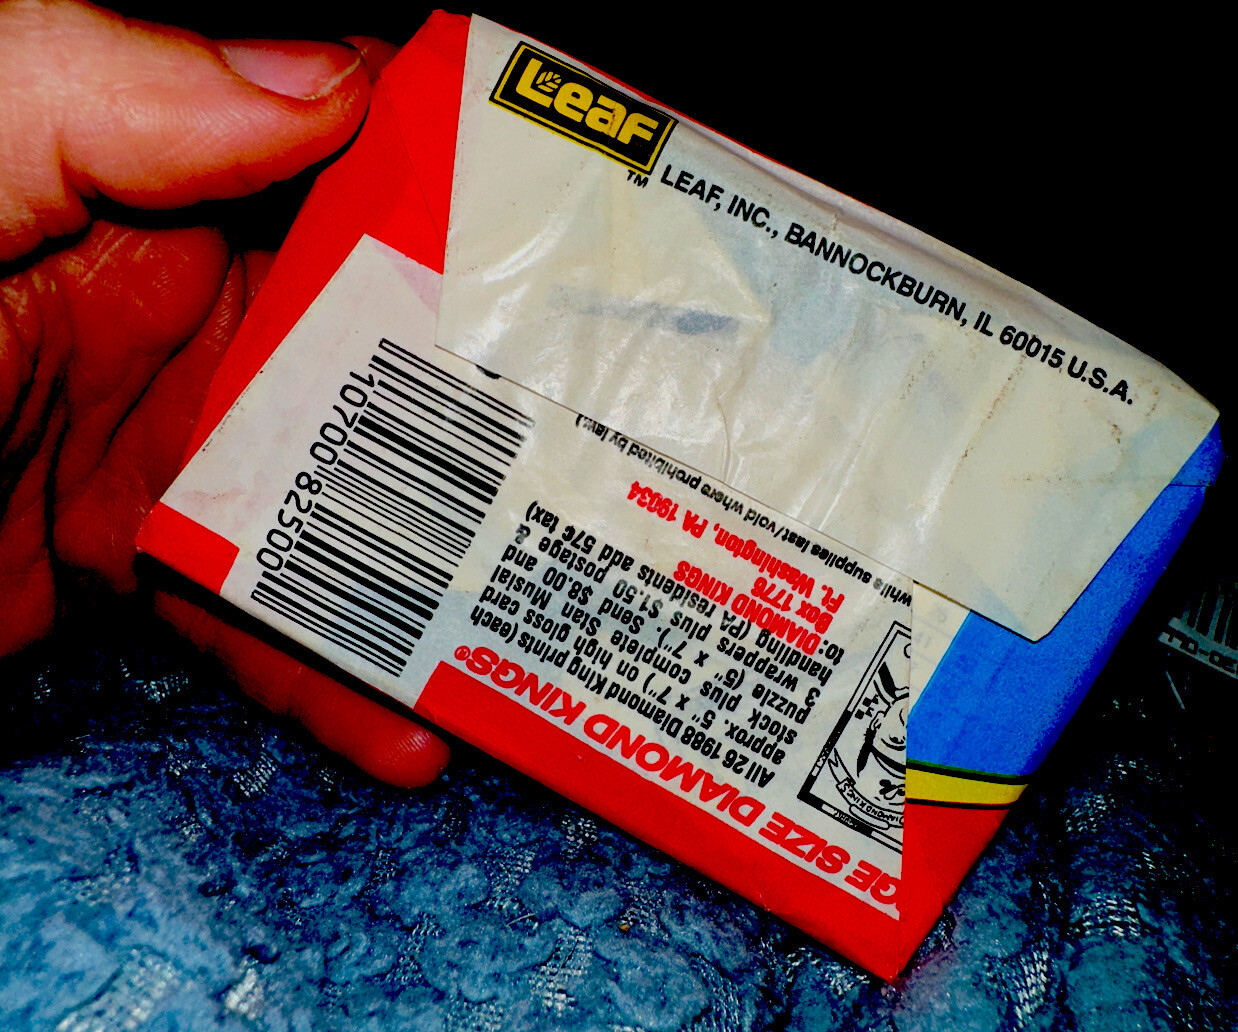 Leaf
TM
LEAF, INC., BANNOCKBURN, IL 60015 U.S.A.
10700 82500
GE SIZE DIAMOND KINGS®
All 26 1988 Diamond King prints (each
approx. 5" x 7") on high gloss card
stock plus complete Stan Musial
puzzle (5" x 7"). Send $8.00 and
3 wrappers plus $1.50 postage &
handling (PA residents add 57¢ tax)
to: DIAMOND KINGS
Box 1776
Ft. Washington, PA 19034
while supplies last/void where prohibited by law.)
DIAMOND KINGS